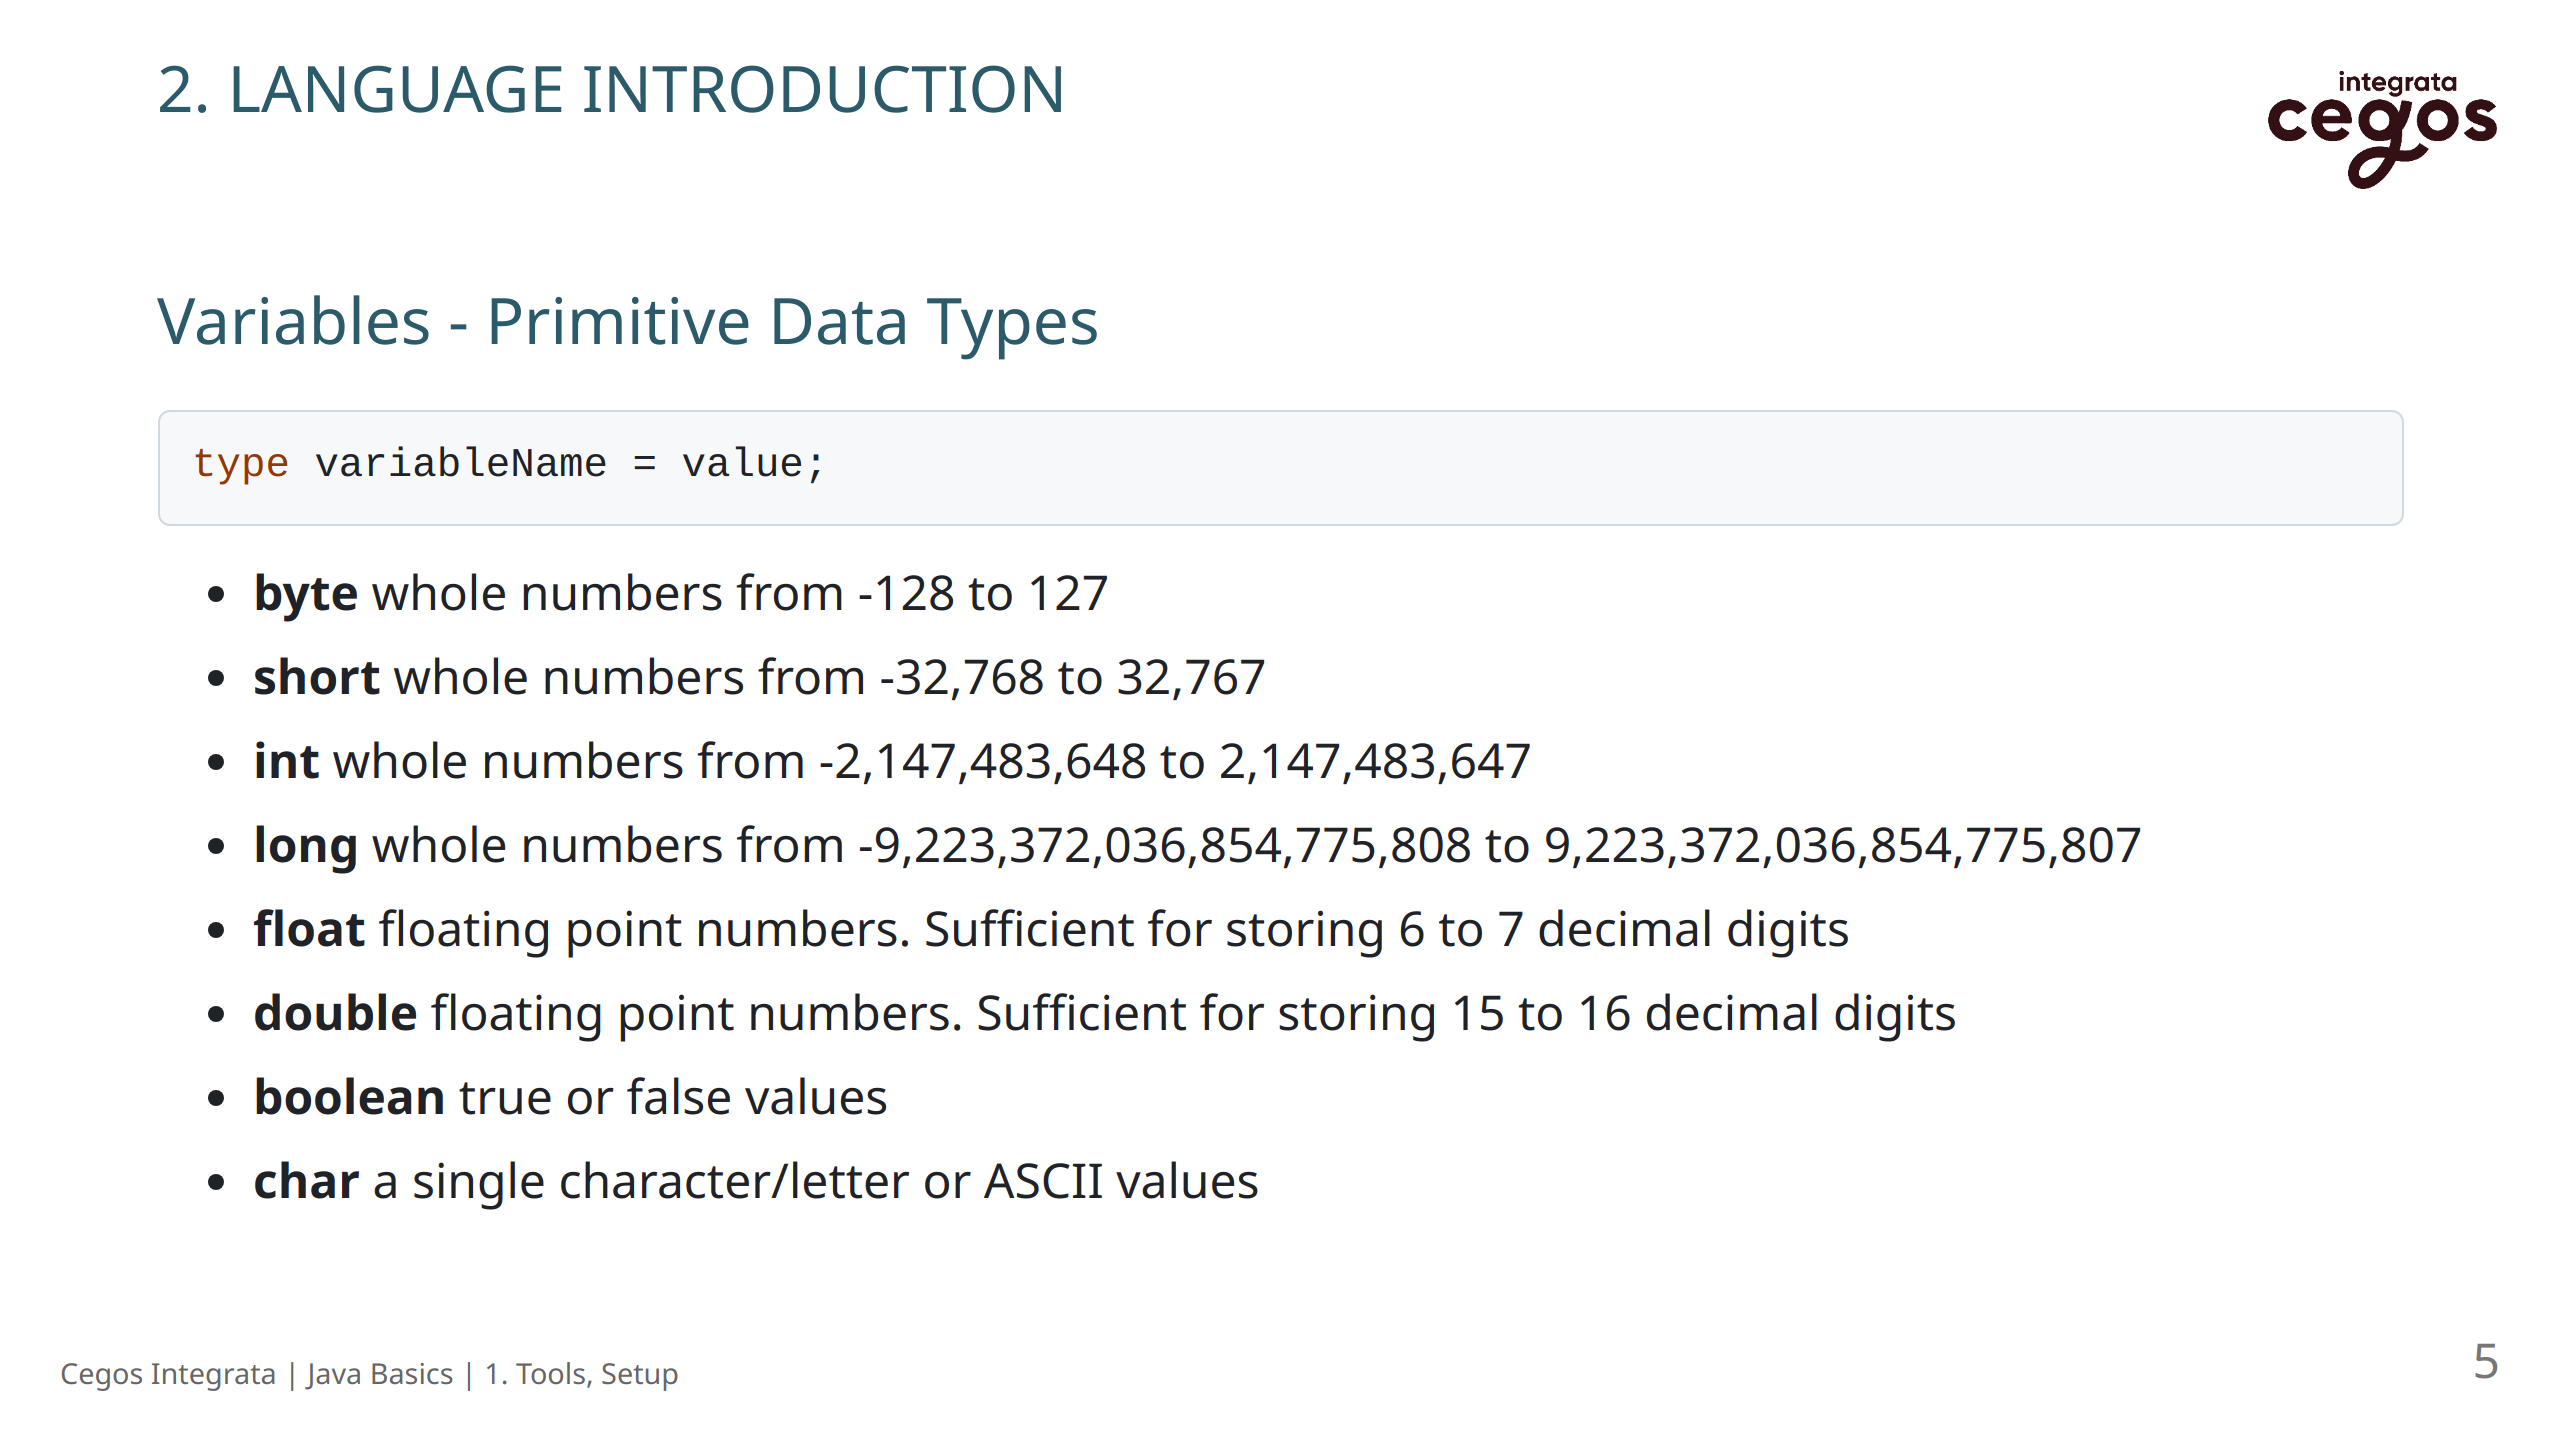 2. LANGUAGE INTRODUCTION
integrata
cegos
Variables - Primitive Data Types
type variableName = value;
• byte whole numbers from -128 to 127
• short whole numbers from -32,768 to 32,767
• int whole numbers from -2,147,483,648 to 2,147,483,647
• long whole numbers from -9,223,372,036,854,775,808 to 9,223,372,036,854,775,807
• float floating point numbers. Sufficient for storing 6 to 7 decimal digits
• double floating point numbers. Sufficient for storing 15 to 16 decimal digits
• boolean true or false values
• char a single character/letter or ASCII values
Cegos Integrata | Java Basics | 1. Tools, Setup
5